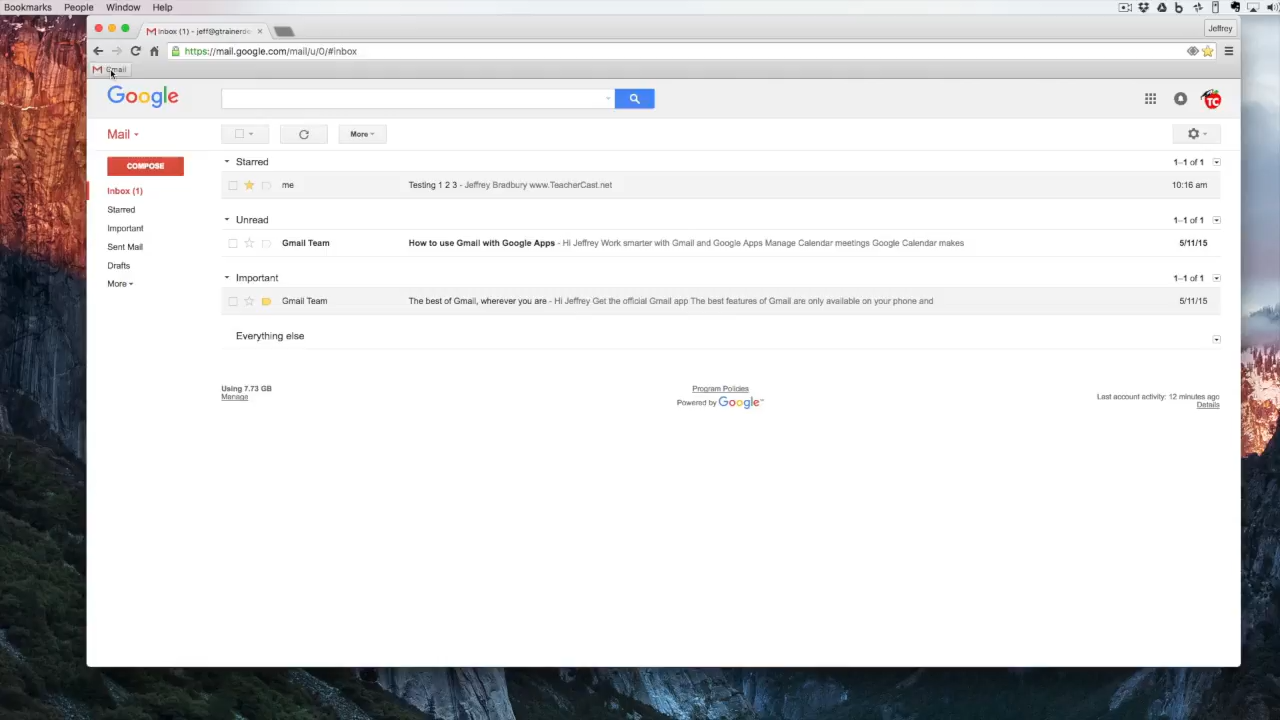 Bookmarks People Window Help
Inbox (1) - jeff@gtrainerde
Jeffrey
https://mail.google.com/mail/u/0/#inbox
Gmail
Google
TC
Mail
More
COMPOSE
Inbox (1)
Starred
Important
Sent Mail
Drafts
More
Starred 1–1 of 1
me Testing 1 2 3 - Jeffrey Bradbury www.TeacherCast.net 10:16 am
Unread 1–1 of 1
Gmail Team How to use Gmail with Google Apps - Hi Jeffrey Work smarter with Gmail and Google Apps Manage Calendar meetings Google Calendar makes 5/11/15
Important 1–1 of 1
Gmail Team The best of Gmail, wherever you are - Hi Jeffrey Get the official Gmail app The best features of Gmail are only available on your phone and 5/11/15
Everything else
Using 7.73 GB
Manage
Program Policies
Powered by Google™
Last account activity: 12 minutes ago
Details